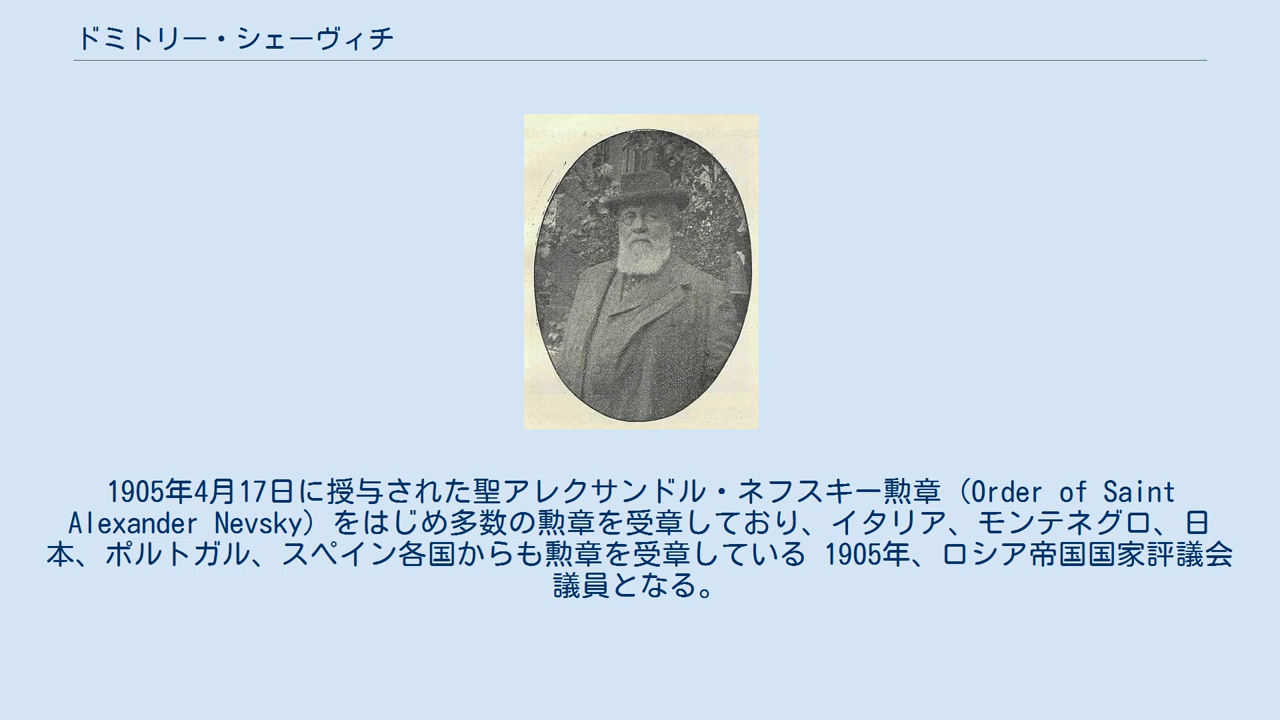 ドミトリー・シェーヴィチ
1905年4月17日に授与された聖アレクサンドル・ネフスキー勲章（Order of Saint
Alexander Nevsky）をはじめ多数の勲章を受章しており、イタリア、モンテネグロ、日
本、ポルトガル、スペイン各国からも勲章を受章している 1905年、ロシア帝国国家評議会
議員となる。